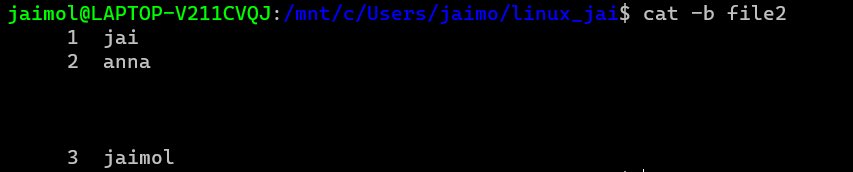 jaimol@LAPTOP-V211CVQJ:/mnt/c/Users/jaimo/linux_jai$ cat -b file2
1 jai
2 anna
3 jaimol